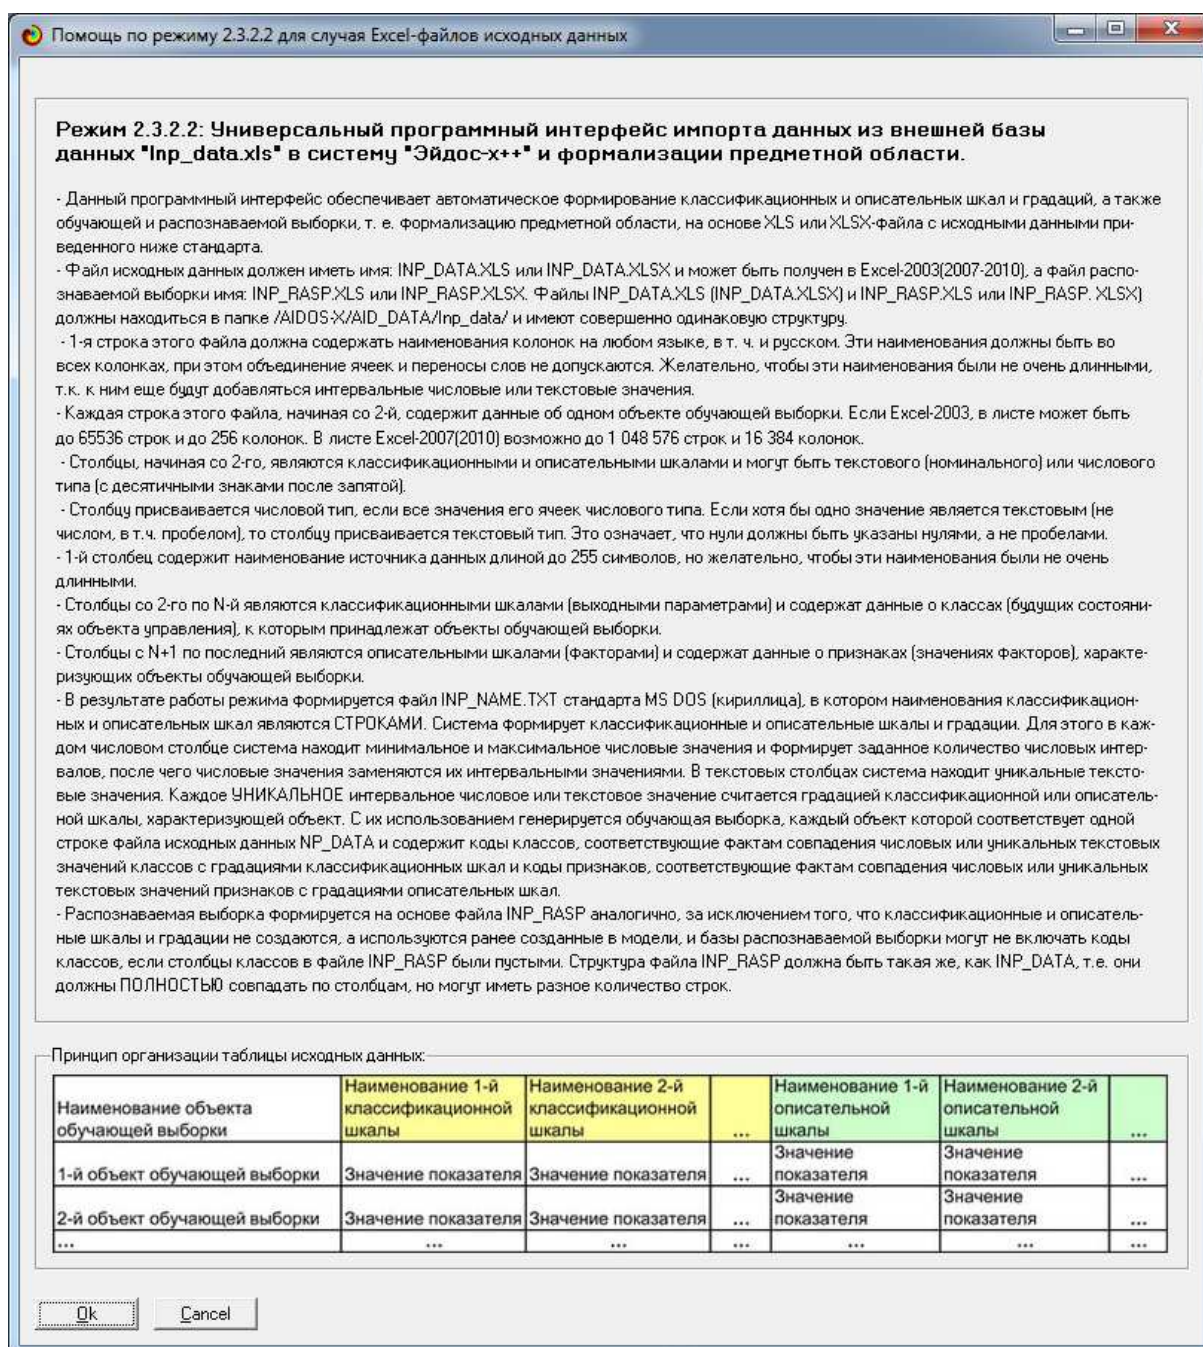 Помощь по режиму 2.3.2.2 для случая Excel-файлов исходных данных
Режим 2.3.2.2: Универсальный программный интерфейс импорта данных из внешней базы
данных "Inp_data.xls" в систему "Эйдос-х++" и формализации предметной области.
- Данный программный интерфейс обеспечивает автоматическое формирование классификационных и описательных шкал и градаций, а также
обучающей и распознаваемой выборки, т. е. формализацию предметной области, на основе XLS или XLSX-файла с исходными данными при-
веденного ниже стандарта.
- Файл исходных данных должен иметь имя: INP_DATA.XLS или INP_DATA.XLSX и может быть получен в Excel-2003(2007-2010), а файл распо-
знаваемой выборки имя: INP_RASP.XLS или INP_RASP.XLSX. Файлы INP_DATA.XLS (INP_DATA.XLSX) и INP_RASP.XLS или INP_RASP. XLSX)
должны находиться в папке /AIDOS-X/AID_DATA/Inp_data/ и имеют совершенно одинаковую структуру.
- 1-я строка этого файла должна содержать наименования колонок на любом языке, в т. ч. и русском. Эти наименования должны быть во
всех колонках, при этом объединение ячеек и переносы слов не допускаются. Желательно, чтобы эти наименования были не очень длинными,
т.к. к ним еще будут добавляться интервальные числовые или текстовые значения.
- Каждая строка этого файла, начиная со 2-й, содержит данные об одном объекте обучающей выборки. Если Excel-2003, в листе может быть
до 65536 строк и до 256 колонок. В листе Excel-2007(2010) возможно до 1 048 576 строк и 16 384 колонок.
- Столбцы, начиная со 2-го, являются классификационными и описательными шкалами и могут быть текстового (номинального) или числового
типа (с десятичными знаками после запятой).
- Столбцу присваивается числовой тип, если все значения его ячеек числового типа. Если хотя бы одно значение является текстовым (не
числом, в т.ч. пробелом), то столбцу присваивается текстовый тип. Это означает, что нули должны быть указаны нулями, а не пробелами.
- 1-й столбец содержит наименование источника данных длиной до 255 символов, но желательно, чтобы эти наименования были не очень
длинными.
- Столбцы со 2-го по N-й являются классификационными шкалами (выходными параметрами) и содержат данные о классах (будущих состояни-
ях объекта управления), к которым принадлежат объекты обучающей выборки.
- Столбцы с N+1 по последний являются описательными шкалами (факторами) и содержат данные о признаках (значениях факторов), характе-
ризующих объекты обучающей выборки.
- В результате работы режима формируется файл INP_NAME.TXT стандарта MS DOS (кириллица), в котором наименования классификацион-
ных и описательных шкал являются СТРОКАМИ. Система формирует классификационные и описательные шкалы и градации. Для этого в каж-
дом числовом столбце система находит минимальное и максимальное числовые значения и формирует заданное количество числовых интер-
валов, после чего числовые значения заменяются их интервальными значениями. В текстовых столбцах система находит уникальные тексто-
вые значения. Каждое УНИКАЛЬНОЕ интервальное числовое или текстовое значение считается градацией классификационной или описатель-
ной шкалы, характеризующей объект. С их использованием генерируется обучающая выборка, каждый объект которой соответствует одной
строке файла исходных данных NP_DATA и содержит коды классов, соответствующие фактам совпадения числовых или уникальных текстовых
значений классов с градациями классификационных шкал и коды признаков, соответствующие фактам совпадения числовых или уникальных
текстовых значений признаков с градациями описательных шкал.
- Распознаваемая выборка формируется на основе файла INP_RASP аналогично, за исключением того, что классификационные и описатель-
ные шкалы и градации не создаются, а используются ранее созданные в модели, и базы распознаваемой выборки могут не включать коды
классов, если столбцы классов в файле INP_RASP были пустыми. Структура файла INP_RASP должна быть такая же, как INP_DATA, т.е. они
должны ПОЛНОСТЬЮ совпадать по столбцам, но могут иметь разное количество строк.
Принцип организации таблицы исходных данных:
Наименование объекта
обучающей выборки
Наименование 1-й
классификационной
шкалы
Наименование 2-й
классификационной
шкалы
...
Наименование 1-й
описательной
шкалы
Наименование 2-й
описательной
шкалы
...
1-й объект обучающей выборки
Значение показателя
Значение показателя
...
Значение
показателя
Значение
показателя
...
2-й объект обучающей выборки
Значение показателя
Значение показателя
...
Значение
показателя
Значение
показателя
...
...
...
...
...
...
...
...
Ok
Cancel